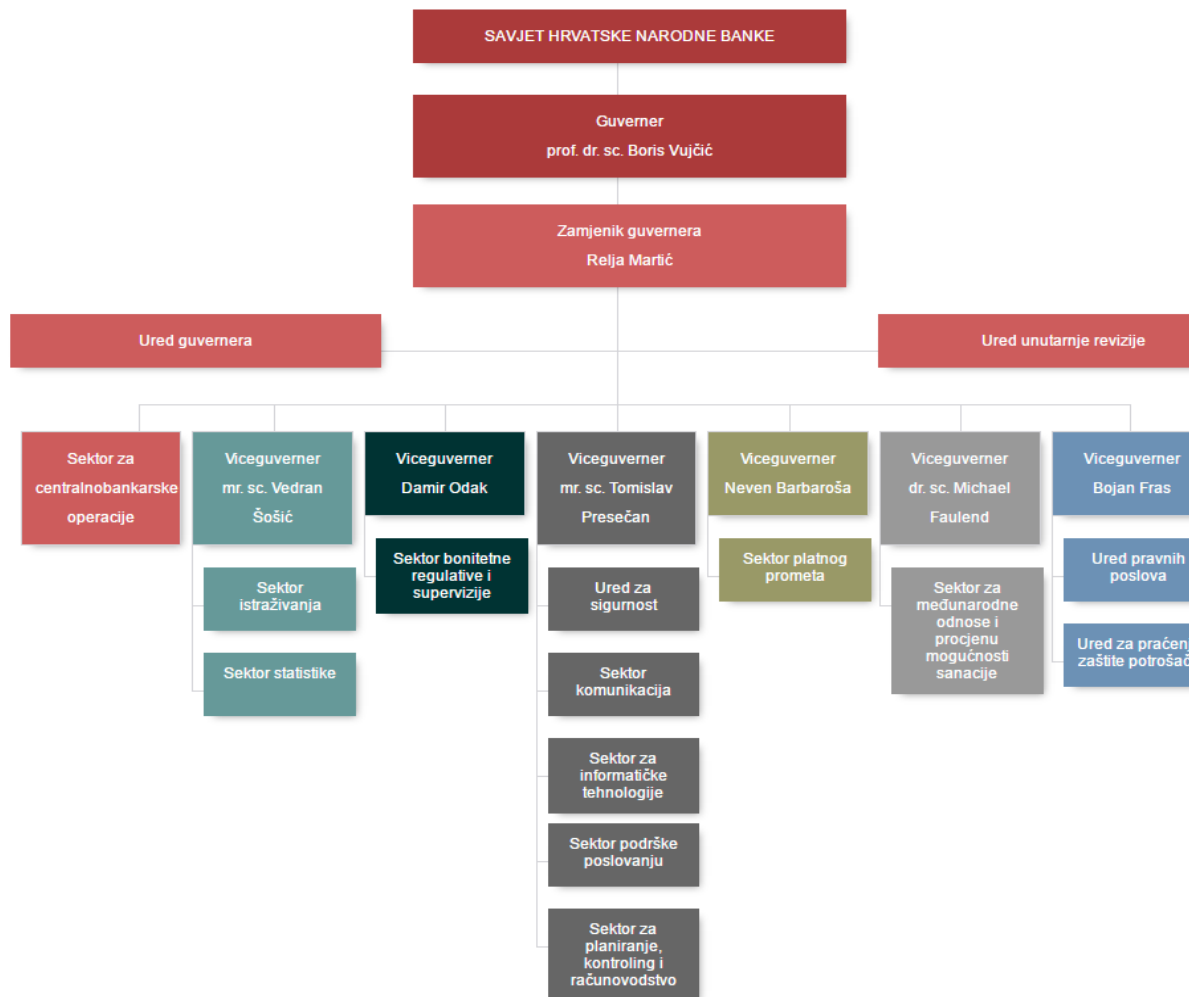 SAVJET HRVATSKE NARODNE BANKE
Guverner
prof. dr. sc. Boris Vujčić
Zamjenik guvernera
Relja Martić
Ured guvernera
Ured unutarnje revizije
Sektor za
centralnobankarske
operacije
Viceguverner
mr. sc. Vedran
Šošić
Sektor
istraživanja
Sektor statistike
Viceguverner
Damir Odak
Sektor bonitetne
regulative i
supervizije
Viceguverner
mr. sc. Tomislav
Presečan
Ured za
sigurnost
Sektor
komunikacija
Sektor za
informatičke
tehnologije
Sektor podrške
poslovanju
Sektor za
planiranje,
kontroling i
računovodstvo
Viceguverner
Neven Barbaroša
Sektor platnog
prometa
Viceguverner
dr. sc. Michael
Faulend
Sektor za
međunarodne
odnose i
procjenu
mogućnosti
sanacije
Viceguverner
Bojan Fras
Ured pravnih
poslova
Ured za
zaštite